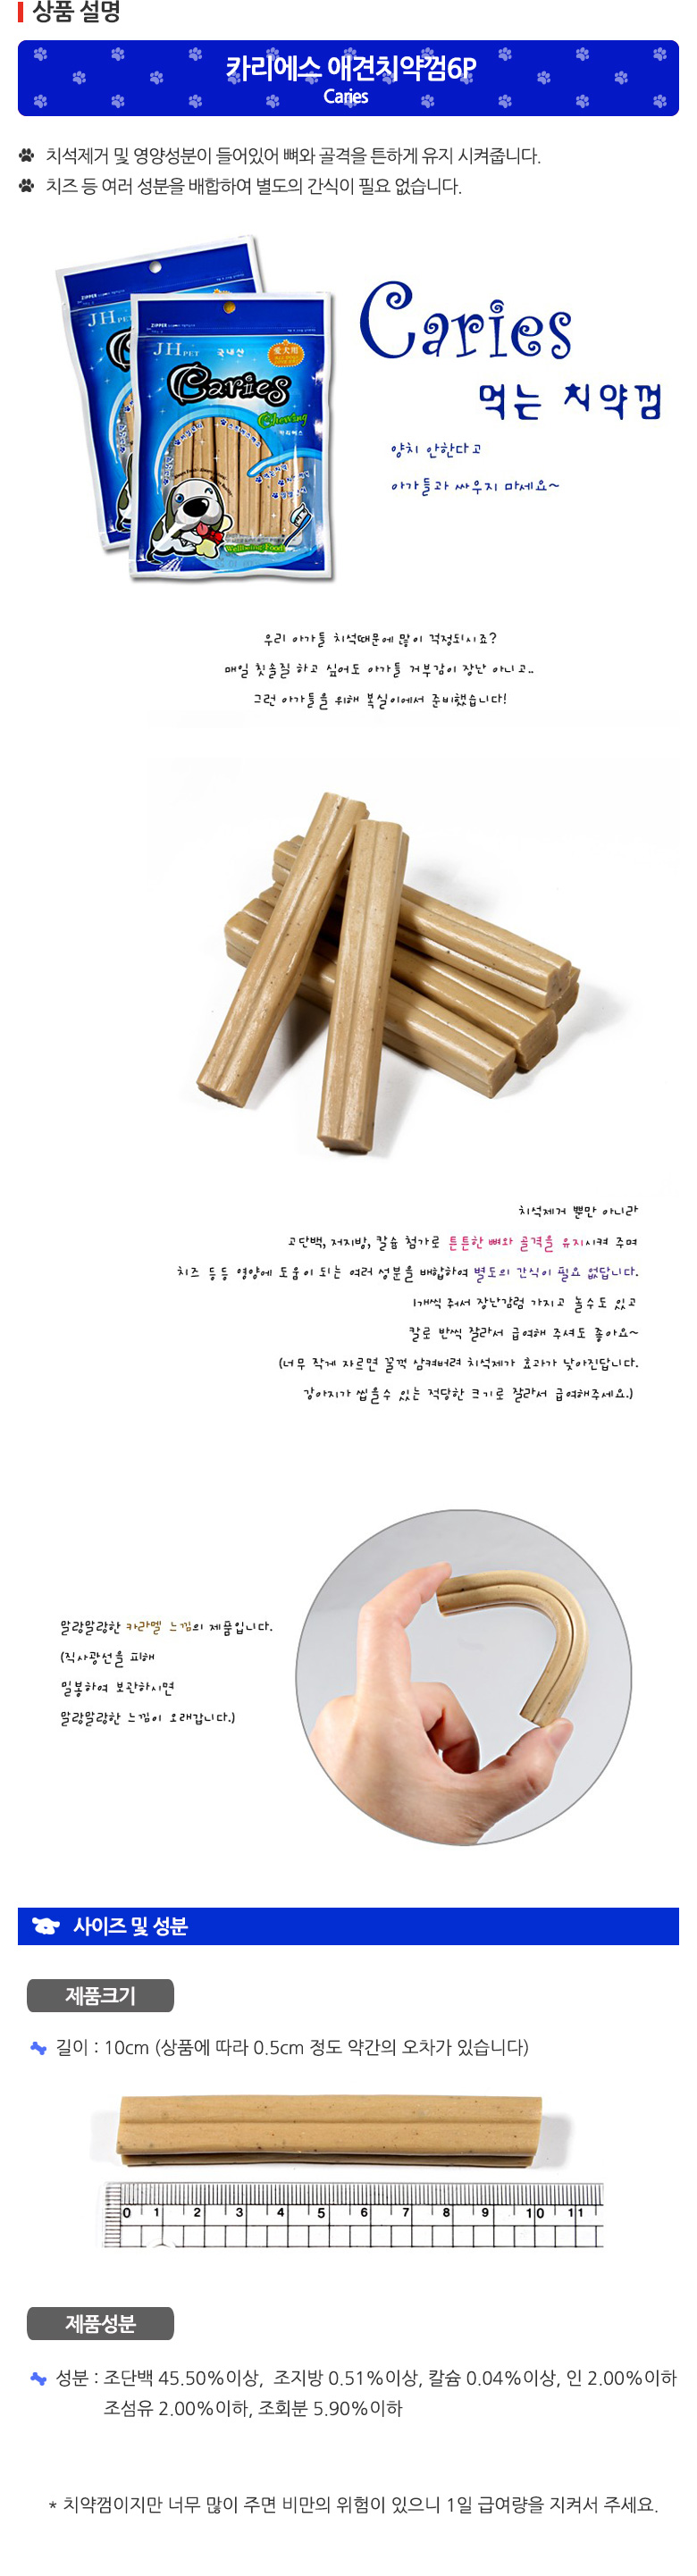 상품 설명
카리에스 애견치약껌6P
Caries
치석제거 및 영양성분이 들어있어 뼈와 골격을 튼하게 유지 시켜줍니다.
치즈 등 여러 성분을 배합하여 별도의 간식이 필요 없습니다.
ZIPPER
JH PET
ZIPPER
JH PET 국내산
愛犬用
Caries
Chewing
카리에스
Wellbeing Food
Caries
먹는 치약껌
양치 안한다고
아가들과 싸우지 마세요~
우리 아가들 치석때문에 많이 걱정되시죠?
매일 칫솔질 하고 싶어도 아가들 거부감이 장난 아니고..
그런 아가들을 위해 복실이에서 준비했습니다!
치석제거 뿐만 아니라
고단백, 저지방, 칼슘 첨가로 튼튼한 뼈와 골격을 유지시켜 주며
치즈 등등 영양에 도움이 되는 여러 성분을 배합하여 별도의 간식이 필요 없답니다.
1개씩 줘서 장난감럼 가지고 놀수도 있고
칼로 반씩 잘라서 급여해 주셔도 좋아요~
(너무 작게 자르면 꿀꺽 삼켜버려 치석제가 효과가 낮아진답니다.
강아지가 씹을수 있는 적당한 크기로 잘라서 급여해주세요.)
말랑말랑한 카라멜 느낌의 제품입니다.
(직사광선을 피해
밀봉하여 보관하시면
말랑말랑한 느낌이 오래갑니다.)
사이즈 및 성분
제품크기
길이 : 10cm (상품에 따라 0.5cm 정도 약간의 오차가 있습니다)
0 1 2 3 4 5 6 7 8 9 10 11
제품성분
성분 : 조단백 45.50%이상, 조지방 0.51%이상, 칼슘 0.04%이상, 인 2.00%이하
조섬유 2.00%이하, 조회분 5.90%이하
* 치약껌이지만 너무 많이 주면 비만의 위험이 있으니 1일 급여량을 지켜서 주세요.